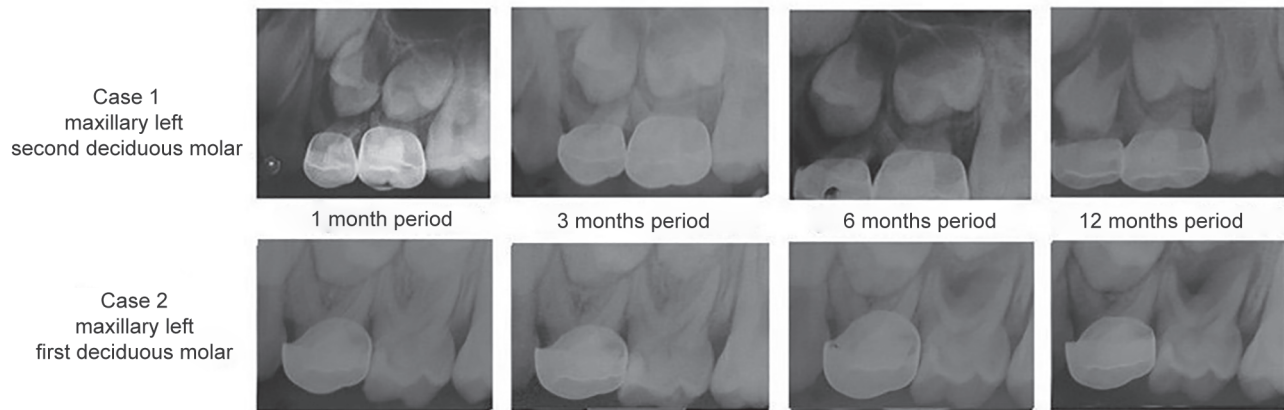 Case 1
maxillary left
second deciduous molar
1 month period
3 months period
6 months period
12 months period
Case 2
maxillary left
first deciduous molar